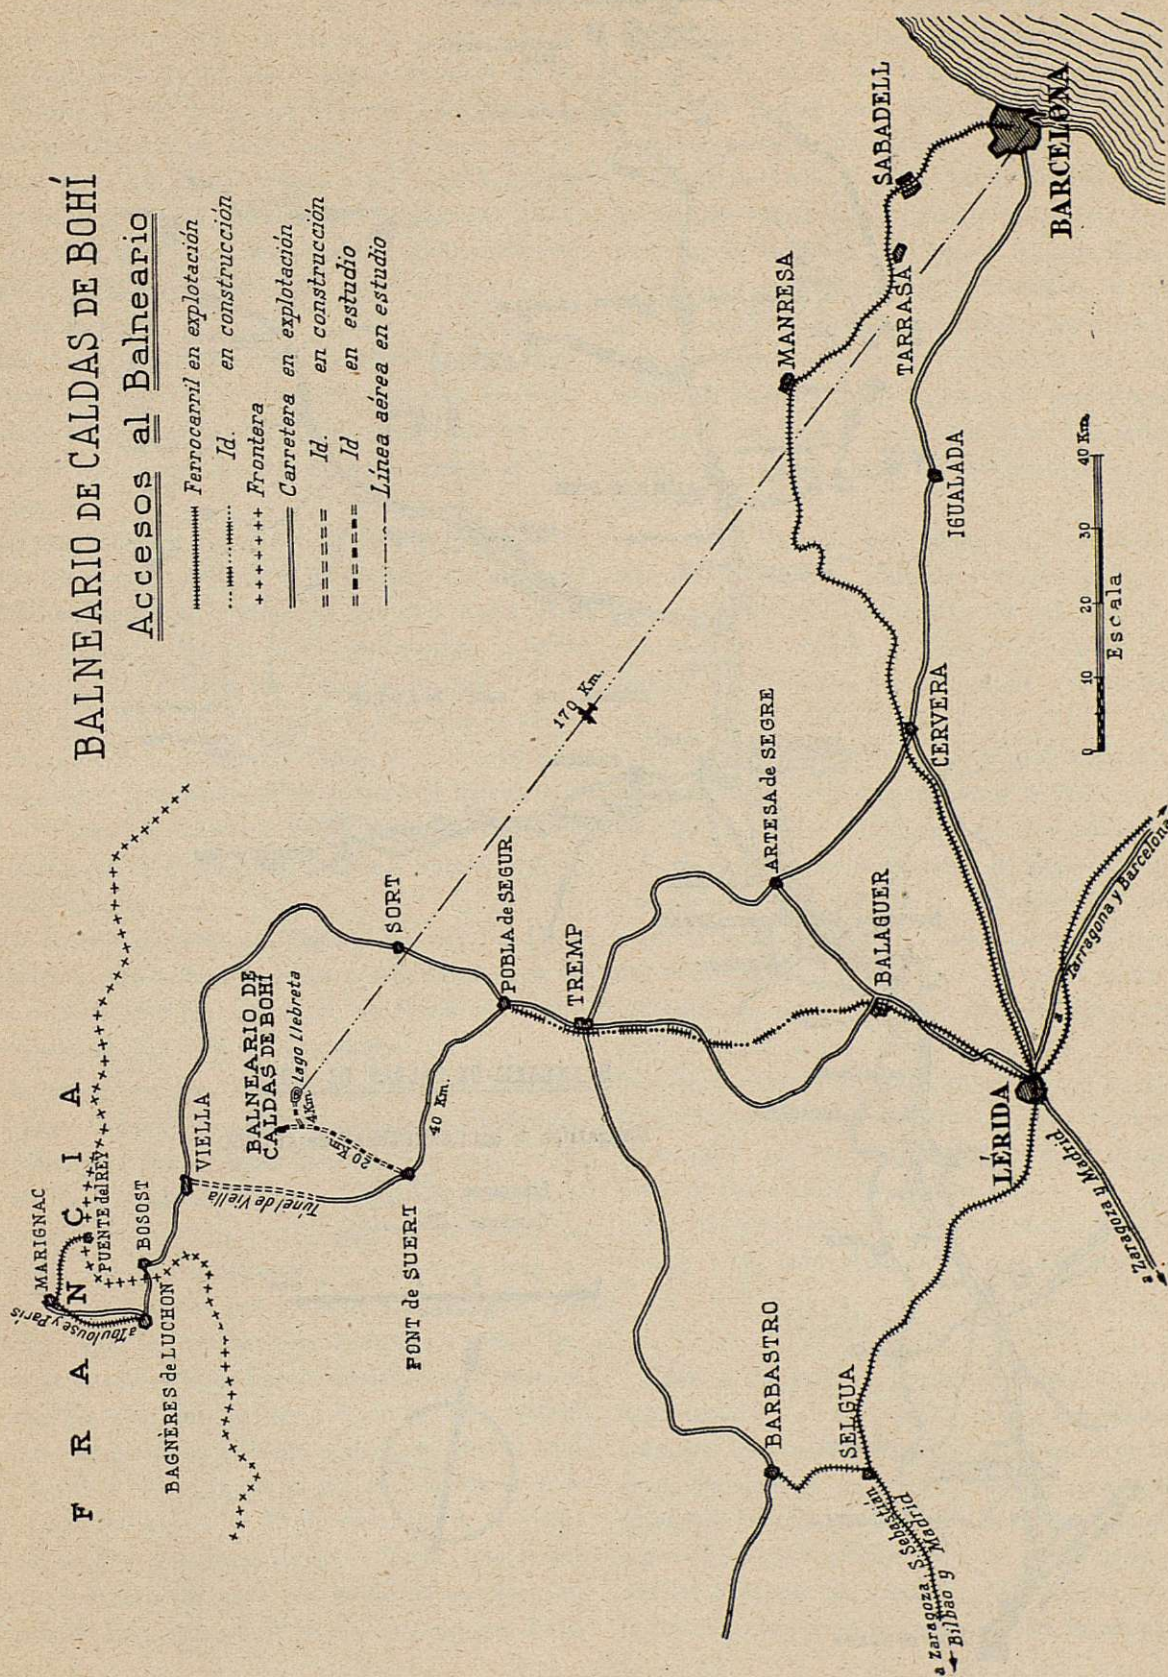 BALNEARIO DE CALDAS DE BOHÍ
Accesos al Balneario
Ferrocarril en explotación
Id. en construcción
Frontera
Carretera en explotación
Id. en construcción
Id en estudio
Línea aérea en estudio
FRANCIA
MARIGNAC
a Toulouse y París
PUENTE del REY
BOSOST
BAGNÈRES de LUCHON
VIELLA
Túnel de Viella
BALNEARIO DE
CALDAS DE BOHÍ
Lago Llebreta
4 Km.
20 Km.
SORT
PONT de SUERT
40 Km.
POBLA de SEGUR
TREMP
170 Km.
ARTESA de SEGRE
BALAGUER
CERVERA
MANRESA
SABADELL
TARRASA
IGUALADA
BARCELONA
BARBASTRO
SELGUA
LÉRIDA
a Zaragoza, S. Sebastián
Bilbao y Madrid
a Zaragoza y Madrid
a Tarragona y Barcelona
0 10 20 30 40 Km.
Escala